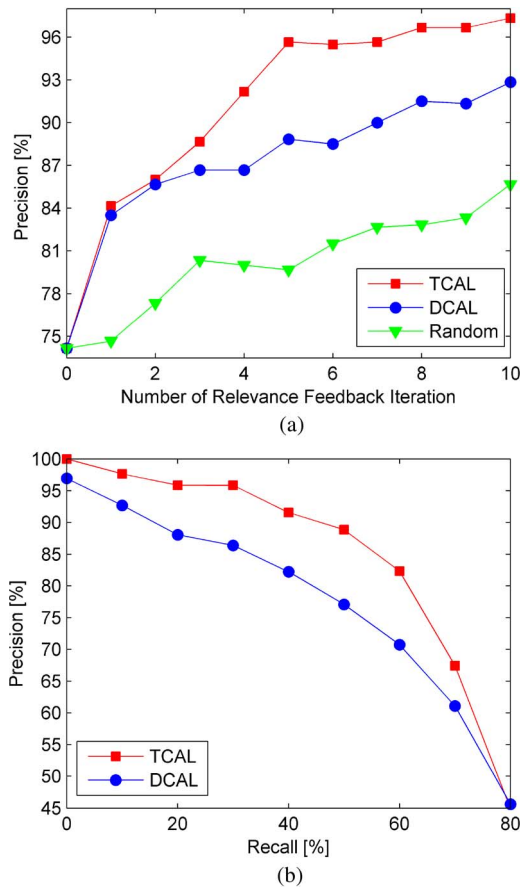 96
93
90
87
84
81
78
75
Precision [%]
TCAL
DCAL
Random
0 2 4 6 8 10
Number of Relevance Feedback Iteration
(a)
100
95
90
85
80
75
70
65
60
55
50
45
Precision [%]
TCAL
DCAL
0 20 40 60 80
Recall [%]
(b)